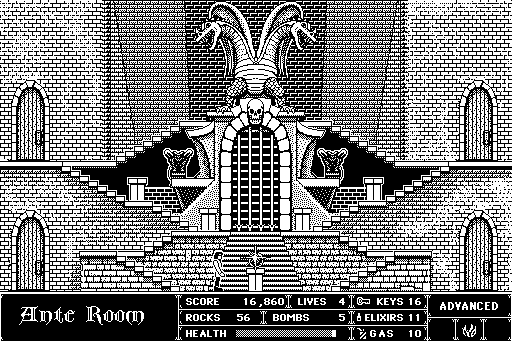 SCORE 16,860 LIVES 4 KEYS 16 ADVANCED
Ante Room ROCKS 56 BOMBS 5 ELIXIRS 11
HEALTH GAS 10